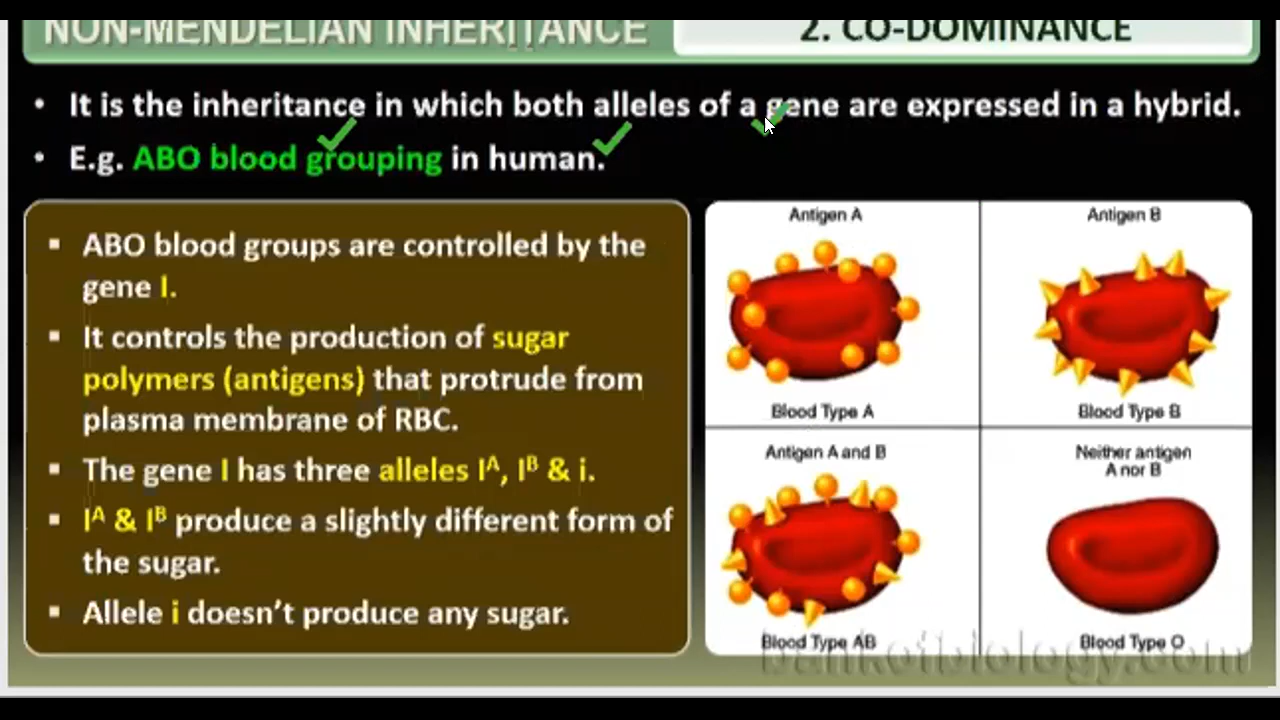 NON-MENDELIAN INHERITANCE
2. CO-DOMINANCE
• It is the inheritance in which both alleles of a gene are expressed in a hybrid.
• E.g. ABO blood grouping in human.
▪ ABO blood groups are controlled by the
gene I.
▪ It controls the production of sugar
polymers (antigens) that protrude from
plasma membrane of RBC.
▪ The gene I has three alleles Iᴬ, Iᴮ & i.
▪ Iᴬ & Iᴮ produce a slightly different form of
the sugar.
▪ Allele i doesn't produce any sugar.
Antigen A
Antigen B
Blood Type A
Blood Type B
Antigen A and B
Neither antigen
A nor B
Blood Type AB
Blood Type O
bankofbiology.com